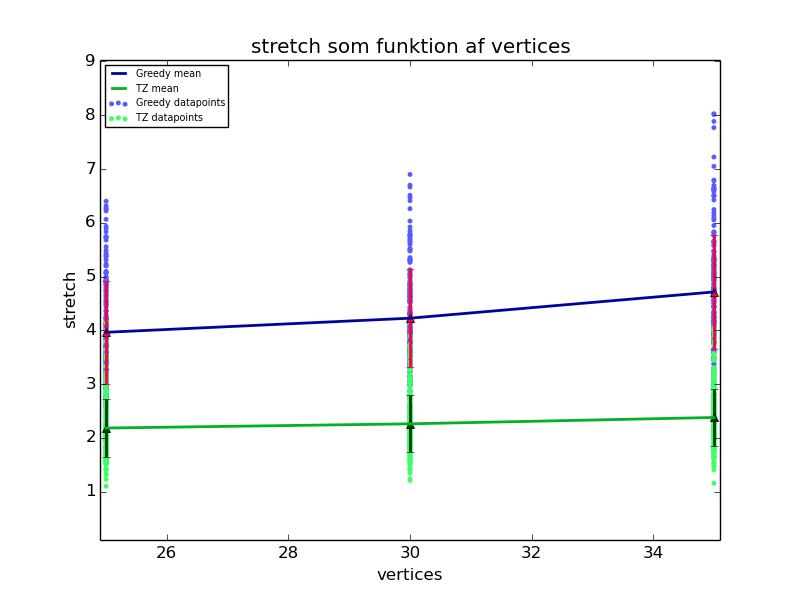 stretch som funktion af vertices
Greedy mean
TZ mean
Greedy datapoints
TZ datapoints
9
8
7
6
5
4
3
2
1
stretch
26
28
30
32
34
vertices